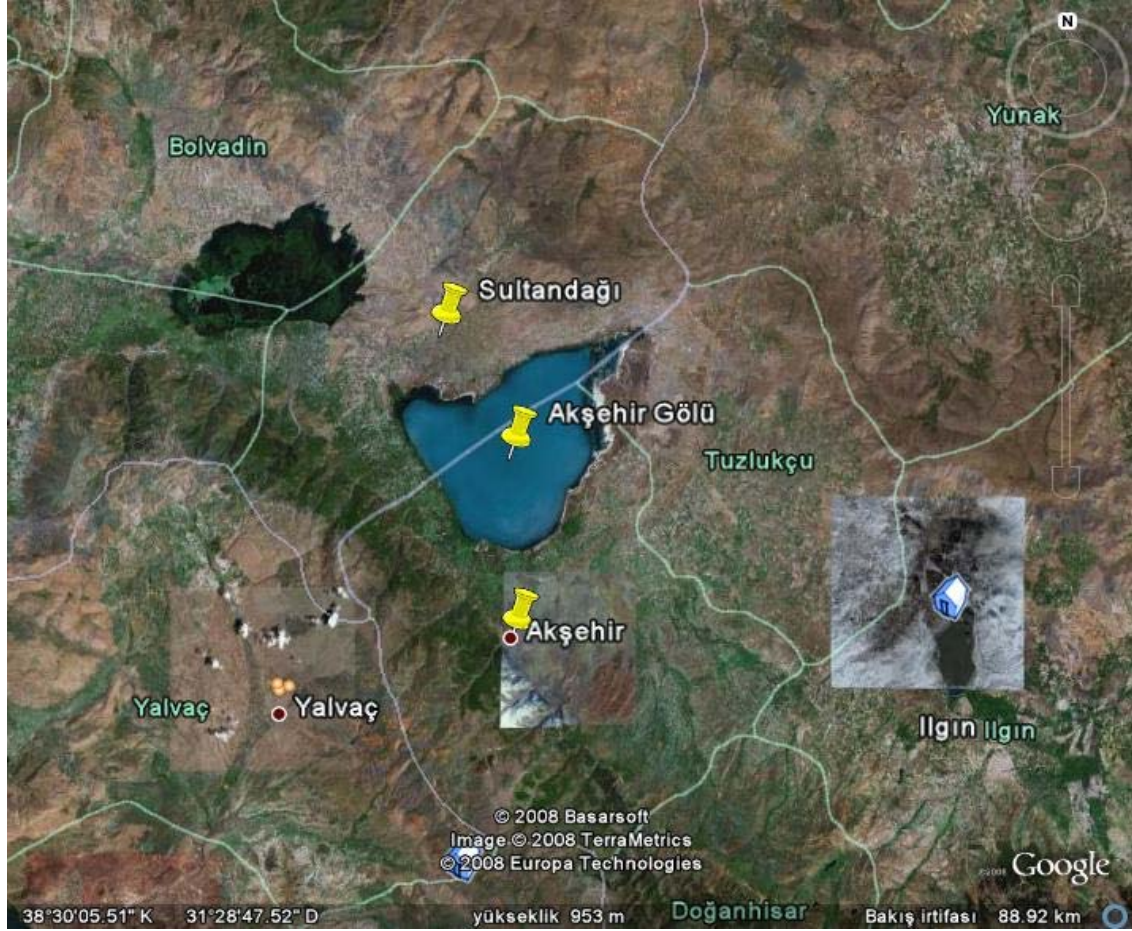 N
Yunak
Bolvadin
Sultandağı
Akşehir Gölü
Tuzlukçu
Akşehir
Yalvaç
Yalvaç
Ilgın
Ilgın
© 2008 Basarsoft
Image © 2008 TerraMetrics
© 2008 Europa Technologies
Google
38°30'05.51" K 31°28'47.52" D
yükseklik 953 m
Doğanhisar
Bakış irtifası 88.92 km